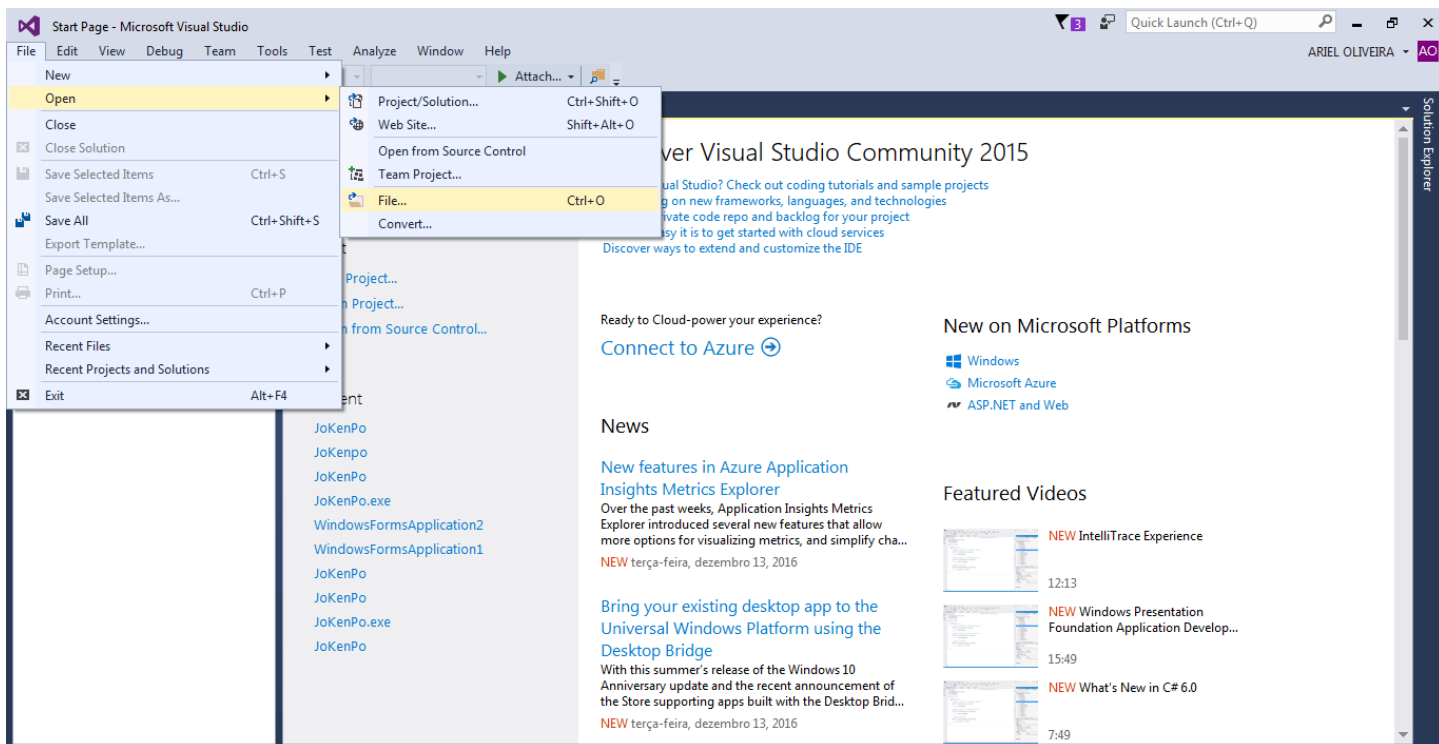 Start Page - Microsoft Visual Studio
3
Quick Launch (Ctrl+Q)
File Edit View Debug Team Tools Test Analyze Window Help
ARIEL OLIVEIRA AO
Attach...
New
Open
Close
Close Solution
Save Selected Items Ctrl+S
Save Selected Items As...
Save All Ctrl+Shift+S
Export Template...
Page Setup...
Print... Ctrl+P
Account Settings...
Recent Files
Recent Projects and Solutions
Exit Alt+F4
Project/Solution... Ctrl+Shift+O
Web Site... Shift+Alt+O
Open from Source Control
Team Project...
File... Ctrl+O
Convert...
Project...
Project...
from Source Control...
JoKenPo
JoKenpo
JoKenPo
JoKenPo.exe
WindowsFormsApplication2
WindowsFormsApplication1
JoKenPo
JoKenPo
JoKenPo.exe
JoKenPo
ver Visual Studio Community 2015
ual Studio? Check out coding tutorials and sample projects
g on new frameworks, languages, and technologies
ivate code repo and backlog for your project
asy it is to get started with cloud services
Discover ways to extend and customize the IDE
Ready to Cloud-power your experience?
Connect to Azure
News
New features in Azure Application
Insights Metrics Explorer
Over the past weeks, Application Insights Metrics
Explorer introduced several new features that allow
more options for visualizing metrics, and simplify cha...
NEW terça-feira, dezembro 13, 2016
Bring your existing desktop app to the
Universal Windows Platform using the
Desktop Bridge
With this summer's release of the Windows 10
Anniversary update and the recent announcement of
the Store supporting apps built with the Desktop Brid...
NEW terça-feira, dezembro 13, 2016
New on Microsoft Platforms
Windows
Microsoft Azure
ASP.NET and Web
Featured Videos
NEW IntelliTrace Experience
12:13
NEW Windows Presentation
Foundation Application Develop...
15:49
NEW What's New in C# 6.0
7:49
Solution Explorer